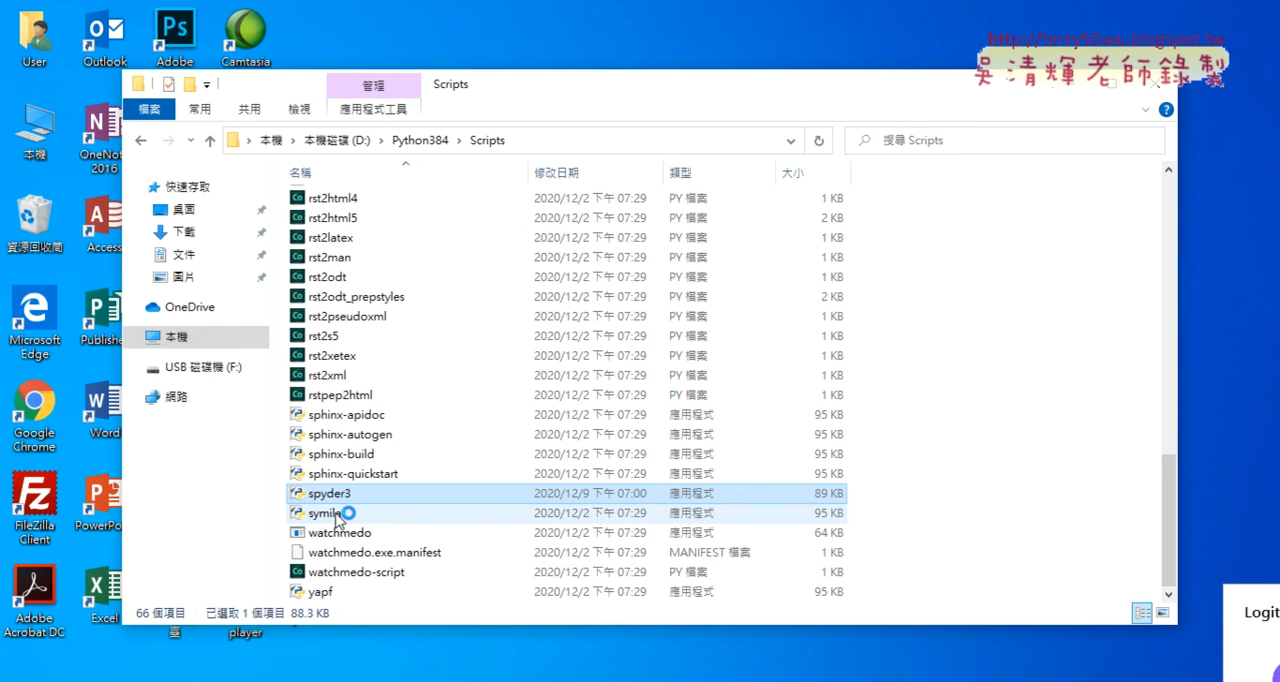 User
Outlook
Adobe
Camtasia
http://terry55wu.blogspot.tw
吳清輝老師錄製
管理
Scripts
檔案
常用
共用
檢視
應用程式工具
本機 > 本機磁碟 (D:) > Python384 > Scripts
搜尋 Scripts
本機
OneNot
2016
資源回收筒
Access
Microsoft
Edge
Publishe
Google
Chrome
Word
FileZilla
Client
PowerPo
Adobe
Acrobat DC
Excel
player
快速存取
桌面
下載
文件
圖片
OneDrive
本機
USB 磁碟機 (F:)
網路
名稱 修改日期 類型 大小
rst2html4 2020/12/2 下午 07:29 PY 檔案 1 KB
rst2html5 2020/12/2 下午 07:29 PY 檔案 2 KB
rst2latex 2020/12/2 下午 07:29 PY 檔案 1 KB
rst2man 2020/12/2 下午 07:29 PY 檔案 1 KB
rst2odt 2020/12/2 下午 07:29 PY 檔案 1 KB
rst2odt_prepstyles 2020/12/2 下午 07:29 PY 檔案 2 KB
rst2pseudoxml 2020/12/2 下午 07:29 PY 檔案 1 KB
rst2s5 2020/12/2 下午 07:29 PY 檔案 1 KB
rst2xetex 2020/12/2 下午 07:29 PY 檔案 1 KB
rst2xml 2020/12/2 下午 07:29 PY 檔案 1 KB
rstpep2html 2020/12/2 下午 07:29 PY 檔案 1 KB
sphinx-apidoc 2020/12/2 下午 07:29 應用程式 95 KB
sphinx-autogen 2020/12/2 下午 07:29 應用程式 95 KB
sphinx-build 2020/12/2 下午 07:29 應用程式 95 KB
sphinx-quickstart 2020/12/2 下午 07:29 應用程式 95 KB
spyder3 2020/12/9 下午 07:00 應用程式 89 KB
symil 2020/12/2 下午 07:29 應用程式 95 KB
watchmedo 2020/12/2 下午 07:29 應用程式 64 KB
watchmedo.exe.manifest 2020/12/2 下午 07:29 MANIFEST 檔案 1 KB
watchmedo-script 2020/12/2 下午 07:29 PY 檔案 1 KB
yapf 2020/12/2 下午 07:29 應用程式 95 KB
66 個項目 已選取 1 個項目 88.3 KB
Logit